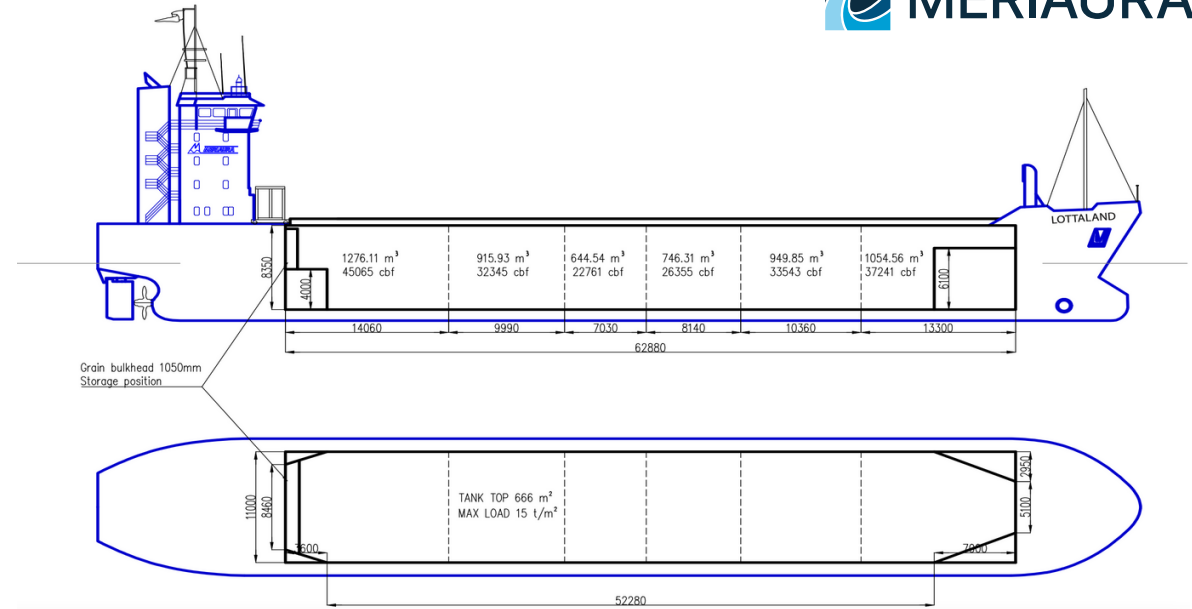 MERIAURA
MERIAURA
LOTTALAND
1276.11 m³
45065 cbf
915.93 m³
32345 cbf
644.54 m³
22761 cbf
746.31 m³
26355 cbf
949.85 m³
33543 cbf
1054.56 m³
37241 cbf
8350
4000
6100
14060
9990
7030
8140
10360
13300
62880
Grain bulkhead 1050mm
Storage position
TANK TOP 666 m²
MAX LOAD 15 t/m²
11000
8460
3600
2950
5100
7000
52280